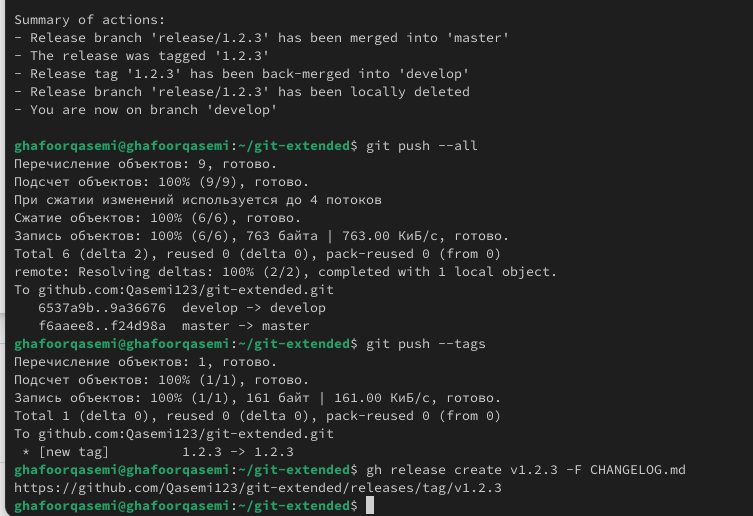 Summary of actions:
- Release branch 'release/1.2.3' has been merged into 'master'
- The release was tagged '1.2.3'
- Release tag '1.2.3' has been back-merged into 'develop'
- Release branch 'release/1.2.3' has been locally deleted
- You are now on branch 'develop'
ghafoorqasemi@ghafoorqasemi:~/git-extended$ git push --all
Перечисление объектов: 9, готово.
Подсчет объектов: 100% (9/9), готово.
При сжатии изменений используется до 4 потоков
Сжатие объектов: 100% (6/6), готово.
Запись объектов: 100% (6/6), 763 байта | 763.00 КиБ/с, готово.
Total 6 (delta 2), reused 0 (delta 0), pack-reused 0 (from 0)
remote: Resolving deltas: 100% (2/2), completed with 1 local object.
To github.com:Qasemi123/git-extended.git
   6537a9b..9a36676  develop -> develop
   f6aaee8..f24d98a  master -> master
ghafoorqasemi@ghafoorqasemi:~/git-extended$ git push --tags
Перечисление объектов: 1, готово.
Подсчет объектов: 100% (1/1), готово.
Запись объектов: 100% (1/1), 161 байт | 161.00 КиБ/с, готово.
Total 1 (delta 0), reused 0 (delta 0), pack-reused 0 (from 0)
To github.com:Qasemi123/git-extended.git
 * [new tag]         1.2.3 -> 1.2.3
ghafoorqasemi@ghafoorqasemi:~/git-extended$ gh release create v1.2.3 -F CHANGELOG.md
https://github.com/Qasemi123/git-extended/releases/tag/v1.2.3
ghafoorqasemi@ghafoorqasemi:~/git-extended$